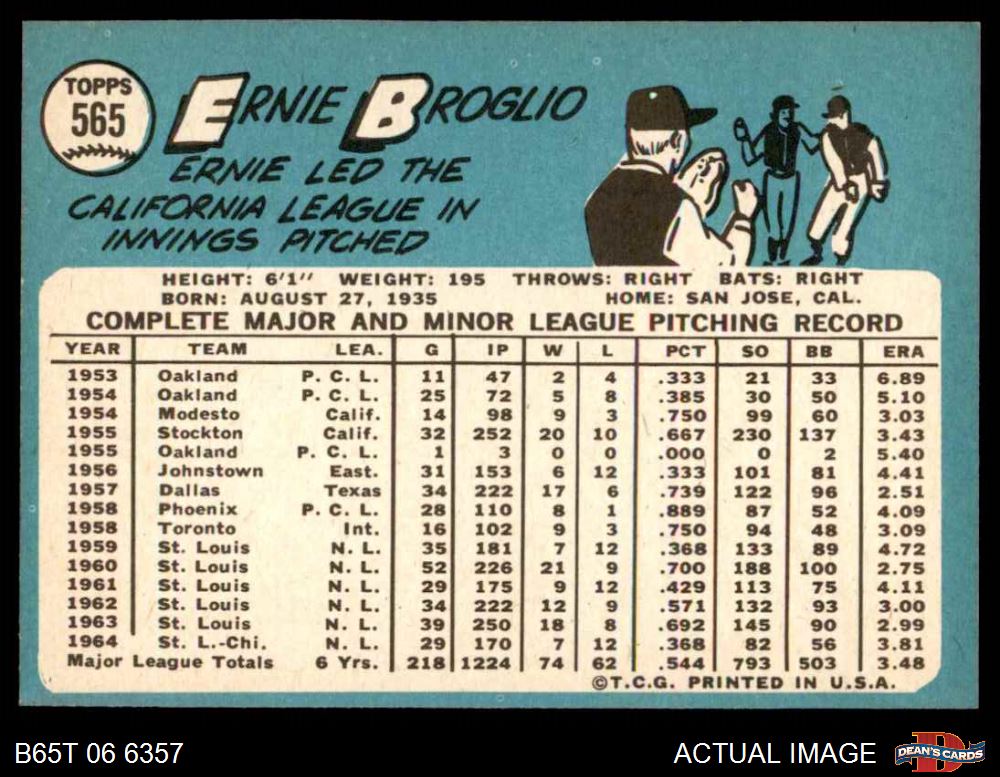 TOPPS
565
ERNIE BROGLIO
ERNIE LED THE
CALIFORNIA LEAGUE IN
INNINGS PITCHED
HEIGHT: 6'1" WEIGHT: 195 THROWS: RIGHT BATS: RIGHT
BORN: AUGUST 27, 1935 HOME: SAN JOSE, CAL.
COMPLETE MAJOR AND MINOR LEAGUE PITCHING RECORD
YEAR TEAM LEA. G IP W L PCT SO BB ERA
1953 Oakland P. C. L. 11 47 2 4 .333 21 33 6.89
1954 Oakland P. C. L. 25 72 5 8 .385 30 50 5.10
1954 Modesto Calif. 14 98 9 3 .750 99 60 3.03
1955 Stockton Calif. 32 252 20 10 .667 230 137 3.43
1955 Oakland P. C. L. 1 3 0 0 .000 0 2 5.40
1956 Johnstown East. 31 153 6 12 .333 101 81 4.41
1957 Dallas Texas 34 222 17 6 .739 122 96 2.51
1958 Phoenix P. C. L. 28 110 8 1 .889 87 52 4.09
1958 Toronto Int. 16 102 9 3 .750 94 48 3.09
1959 St. Louis N. L. 35 181 7 12 .368 133 89 4.72
1960 St. Louis N. L. 52 226 21 9 .700 188 100 2.75
1961 St. Louis N. L. 29 175 9 12 .429 113 75 4.11
1962 St. Louis N. L. 34 222 12 9 .571 132 93 3.00
1963 St. Louis N. L. 39 250 18 8 .692 145 90 2.99
1964 St. L.-Chi. N. L. 29 170 7 12 .368 82 56 3.81
Major League Totals 6 Yrs. 218 1224 74 62 .544 793 503 3.48
©T.C.G. PRINTED IN U.S.A.
B65T 06 6357 ACTUAL IMAGE DEAN'S CARDS